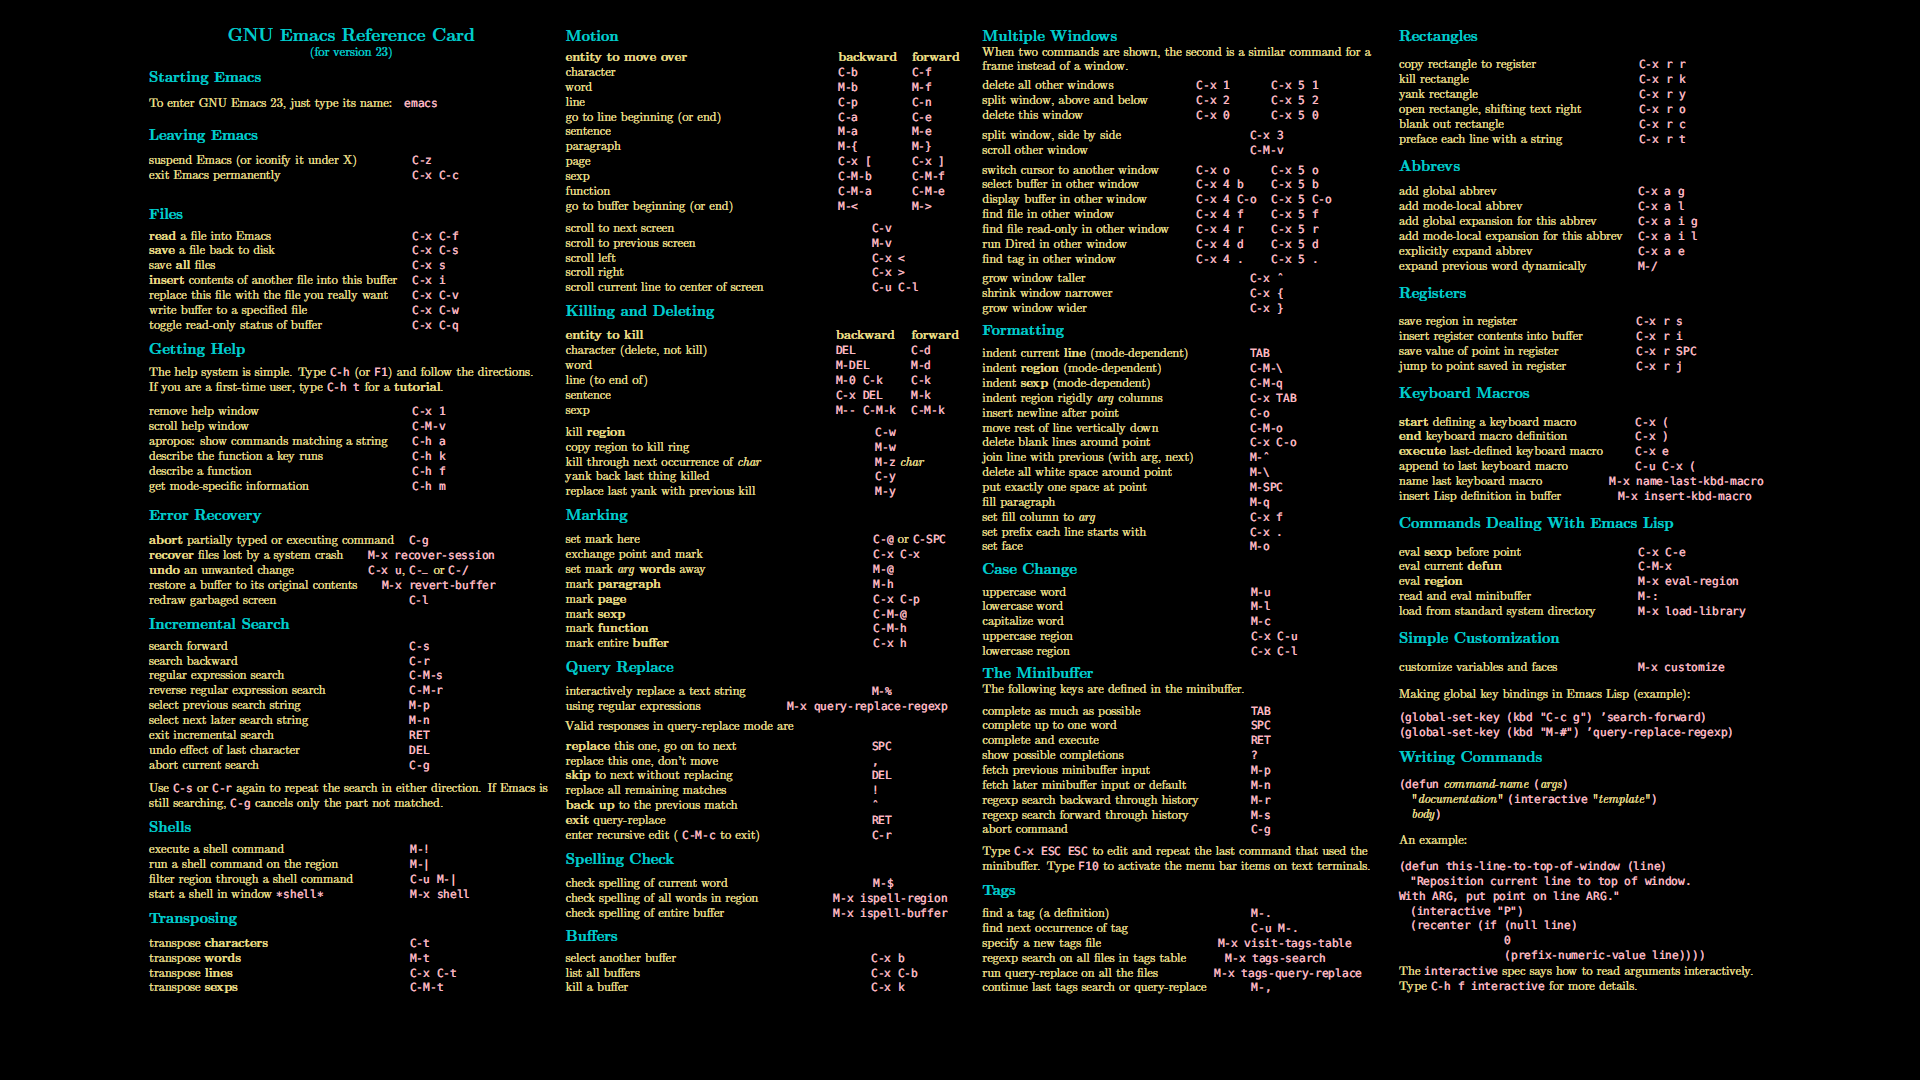 GNU Emacs Reference Card
(for version 23)
Starting Emacs
To enter GNU Emacs 23, just type its name: emacs
Leaving Emacs
suspend Emacs (or iconify it under X) C-z
exit Emacs permanently C-x C-c
Files
read a file into Emacs C-x C-f
save a file back to disk C-x C-s
save all files C-x s
insert contents of another file into this buffer C-x i
replace this file with the file you really want C-x C-v
write buffer to a specified file C-x C-w
toggle read-only status of buffer C-x C-q
Getting Help
The help system is simple. Type C-h (or F1) and follow the directions.
If you are a first-time user, type C-h t for a tutorial.
remove help window C-x 1
scroll help window C-M-v
apropos: show commands matching a string C-h a
describe the function a key runs C-h k
describe a function C-h f
get mode-specific information C-h m
Error Recovery
abort partially typed or executing command C-g
recover files lost by a system crash M-x recover-session
undo an unwanted change C-x u, C-_ or C-/
restore a buffer to its original contents M-x revert-buffer
redraw garbaged screen C-l
Incremental Search
search forward C-s
search backward C-r
regular expression search C-M-s
reverse regular expression search C-M-r
select previous search string M-p
select next later search string M-n
exit incremental search RET
undo effect of last character DEL
abort current search C-g
Use C-s or C-r again to repeat the search in either direction. If Emacs is
still searching, C-g cancels only the part not matched.
Shells
execute a shell command M-!
run a shell command on the region M-|
filter region through a shell command C-u M-|
start a shell in window *shell* M-x shell
Transposing
transpose characters C-t
transpose words M-t
transpose lines C-x C-t
transpose sexps C-M-t
Motion
entity to move over backward forward
character C-b C-f
word M-b M-f
line C-p C-n
go to line beginning (or end) C-a C-e
sentence M-a M-e
paragraph M-{ M-}
page C-x [ C-x ]
sexp C-M-b C-M-f
function C-M-a C-M-e
go to buffer beginning (or end) M-< M->
scroll to next screen C-v
scroll to previous screen M-v
scroll left C-x <
scroll right C-x >
scroll current line to center of screen C-u C-l
Killing and Deleting
entity to kill backward forward
character (delete, not kill) DEL C-d
word M-DEL M-d
line (to end of) M-0 C-k C-k
sentence C-x DEL M-k
sexp M-- C-M-k C-M-k
kill region C-w
copy region to kill ring M-w
kill through next occurrence of char M-z char
yank back last thing killed C-y
replace last yank with previous kill M-y
Marking
set mark here C-@ or C-SPC
exchange point and mark C-x C-x
set mark arg words away M-@
mark paragraph M-h
mark page C-x C-p
mark sexp C-M-@
mark function C-M-h
mark entire buffer C-x h
Query Replace
interactively replace a text string M-%
using regular expressions M-x query-replace-regexp
Valid responses in query-replace mode are
replace this one, go on to next SPC
replace this one, don't move ,
skip to next without replacing DEL
replace all remaining matches !
back up to the previous match ^
exit query-replace RET
enter recursive edit ( C-M-c to exit) C-r
Spelling Check
check spelling of current word M-$
check spelling of all words in region M-x ispell-region
check spelling of entire buffer M-x ispell-buffer
Buffers
select another buffer C-x b
list all buffers C-x C-b
kill a buffer C-x k
Multiple Windows
When two commands are shown, the second is a similar command for a
frame instead of a window.
delete all other windows C-x 1 C-x 5 1
split window, above and below C-x 2 C-x 5 2
delete this window C-x 0 C-x 5 0
split window, side by side C-x 3
scroll other window C-M-v
switch cursor to another window C-x o C-x 5 o
select buffer in other window C-x 4 b C-x 5 b
display buffer in other window C-x 4 C-o C-x 5 C-o
find file in other window C-x 4 f C-x 5 f
find file read-only in other window C-x 4 r C-x 5 r
run Dired in other window C-x 4 d C-x 5 d
find tag in other window C-x 4 . C-x 5 .
grow window taller C-x ^
shrink window narrower C-x {
grow window wider C-x }
Formatting
indent current line (mode-dependent) TAB
indent region (mode-dependent) C-M-\
indent sexp (mode-dependent) C-M-q
indent region rigidly arg columns C-x TAB
insert newline after point C-o
move rest of line vertically down C-M-o
delete blank lines around point C-x C-o
join line with previous (with arg, next) M-^
delete all white space around point M-\
put exactly one space at point M-SPC
fill paragraph M-q
set fill column to arg C-x f
set prefix each line starts with C-x .
set face M-o
Case Change
uppercase word M-u
lowercase word M-l
capitalize word M-c
uppercase region C-x C-u
lowercase region C-x C-l
The Minibuffer
The following keys are defined in the minibuffer.
complete as much as possible TAB
complete up to one word SPC
complete and execute RET
show possible completions ?
fetch previous minibuffer input M-p
fetch later minibuffer input or default M-n
regexp search backward through history M-r
regexp search forward through history M-s
abort command C-g
Type C-x ESC ESC to edit and repeat the last command that used the
minibuffer. Type F10 to activate the menu bar items on text terminals.
Tags
find a tag (a definition) M-.
find next occurrence of tag C-u M-.
specify a new tags file M-x visit-tags-table
regexp search on all files in tags table M-x tags-search
run query-replace on all the files M-x tags-query-replace
continue last tags search or query-replace M-,
Rectangles
copy rectangle to register C-x r r
kill rectangle C-x r k
yank rectangle C-x r y
open rectangle, shifting text right C-x r o
blank out rectangle C-x r c
preface each line with a string C-x r t
Abbrevs
add global abbrev C-x a g
add mode-local abbrev C-x a l
add global expansion for this abbrev C-x a i g
add mode-local expansion for this abbrev C-x a i l
explicitly expand abbrev C-x a e
expand previous word dynamically M-/
Registers
save region in register C-x r s
insert register contents into buffer C-x r i
save value of point in register C-x r SPC
jump to point saved in register C-x r j
Keyboard Macros
start defining a keyboard macro C-x (
end keyboard macro definition C-x )
execute last-defined keyboard macro C-x e
append to last keyboard macro C-u C-x (
name last keyboard macro M-x name-last-kbd-macro
insert Lisp definition in buffer M-x insert-kbd-macro
Commands Dealing With Emacs Lisp
eval sexp before point C-x C-e
eval current defun C-M-x
eval region M-x eval-region
read and eval minibuffer M-:
load from standard system directory M-x load-library
Simple Customization
customize variables and faces M-x customize
Making global key bindings in Emacs Lisp (example):
(global-set-key (kbd "C-c g") 'search-forward)
(global-set-key (kbd "M-#") 'query-replace-regexp)
Writing Commands
(defun command-name (args)
"documentation" (interactive "template")
body)
An example:
(defun this-line-to-top-of-window (line)
"Reposition current line to top of window.
With ARG, put point on line ARG."
(interactive "P")
(recenter (if (null line)
0
(prefix-numeric-value line))))
The interactive spec says how to read arguments interactively.
Type C-h f interactive for more details.